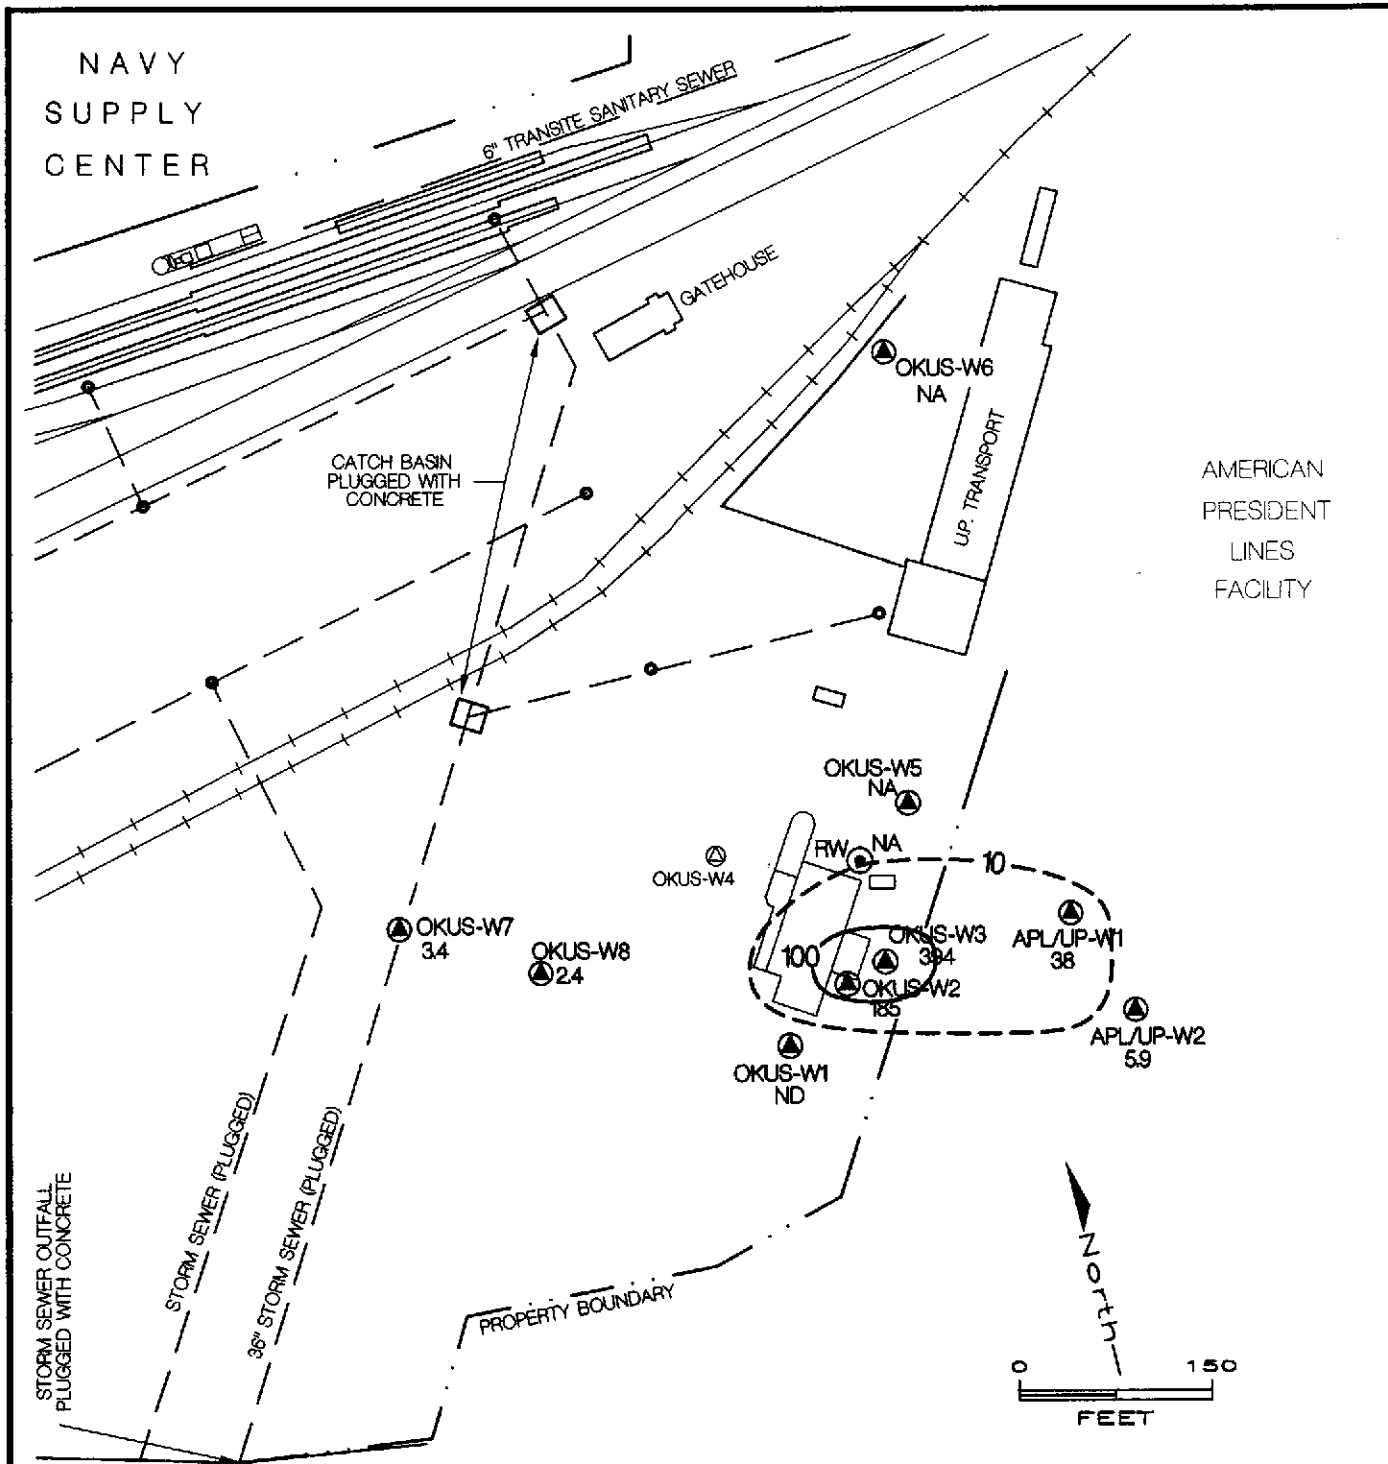 NAVY
SUPPLY
CENTER
6" TRANSITE SANITARY SEWER
GATEHOUSE
OKUS-W6
NA
CATCH BASIN
PLUGGED WITH
CONCRETE
U.P. TRANSPORT
AMERICAN
PRESIDENT
LINES
FACILITY
OKUS-W5
NA
RW
NA
10
OKUS-W4
OKUS-W7
3.4
OKUS-W8
2.4
100
OKUS-W3
394
OKUS-W2
185
APL/UP-W1
38
APL/UP-W2
5.9
OKUS-W1
ND
STORM SEWER (PLUGGED)
36" STORM SEWER (PLUGGED)
STORM SEWER OUTFALL
PLUGGED WITH CONCRETE
PROPERTY BOUNDARY
North
0 150
FEET